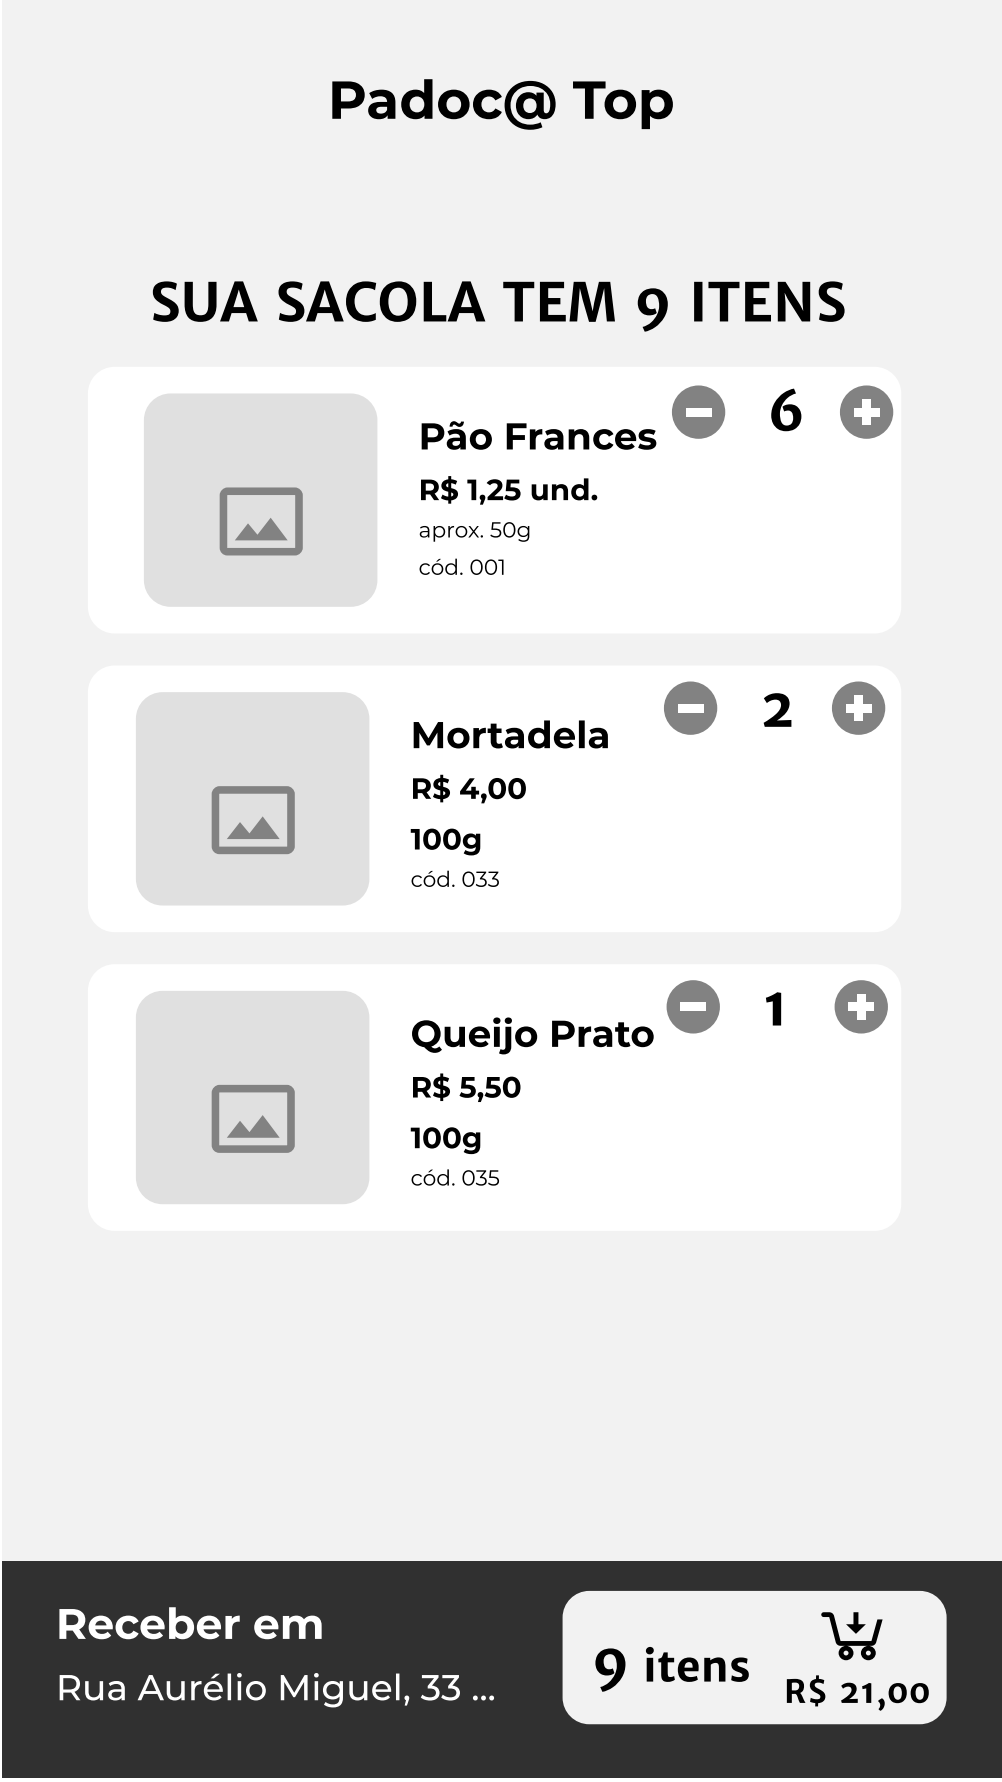 Padoc@ Top
SUA SACOLA TEM 9 ITENS
Pão Frances
6
R$ 1,25 und.
aprox. 50g
cód. 001
Mortadela
2
R$ 4,00
100g
cód. 033
Queijo Prato
1
R$ 5,50
100g
cód. 035
Receber em
Rua Aurélio Miguel, 33 ...
9 itens
R$ 21,00